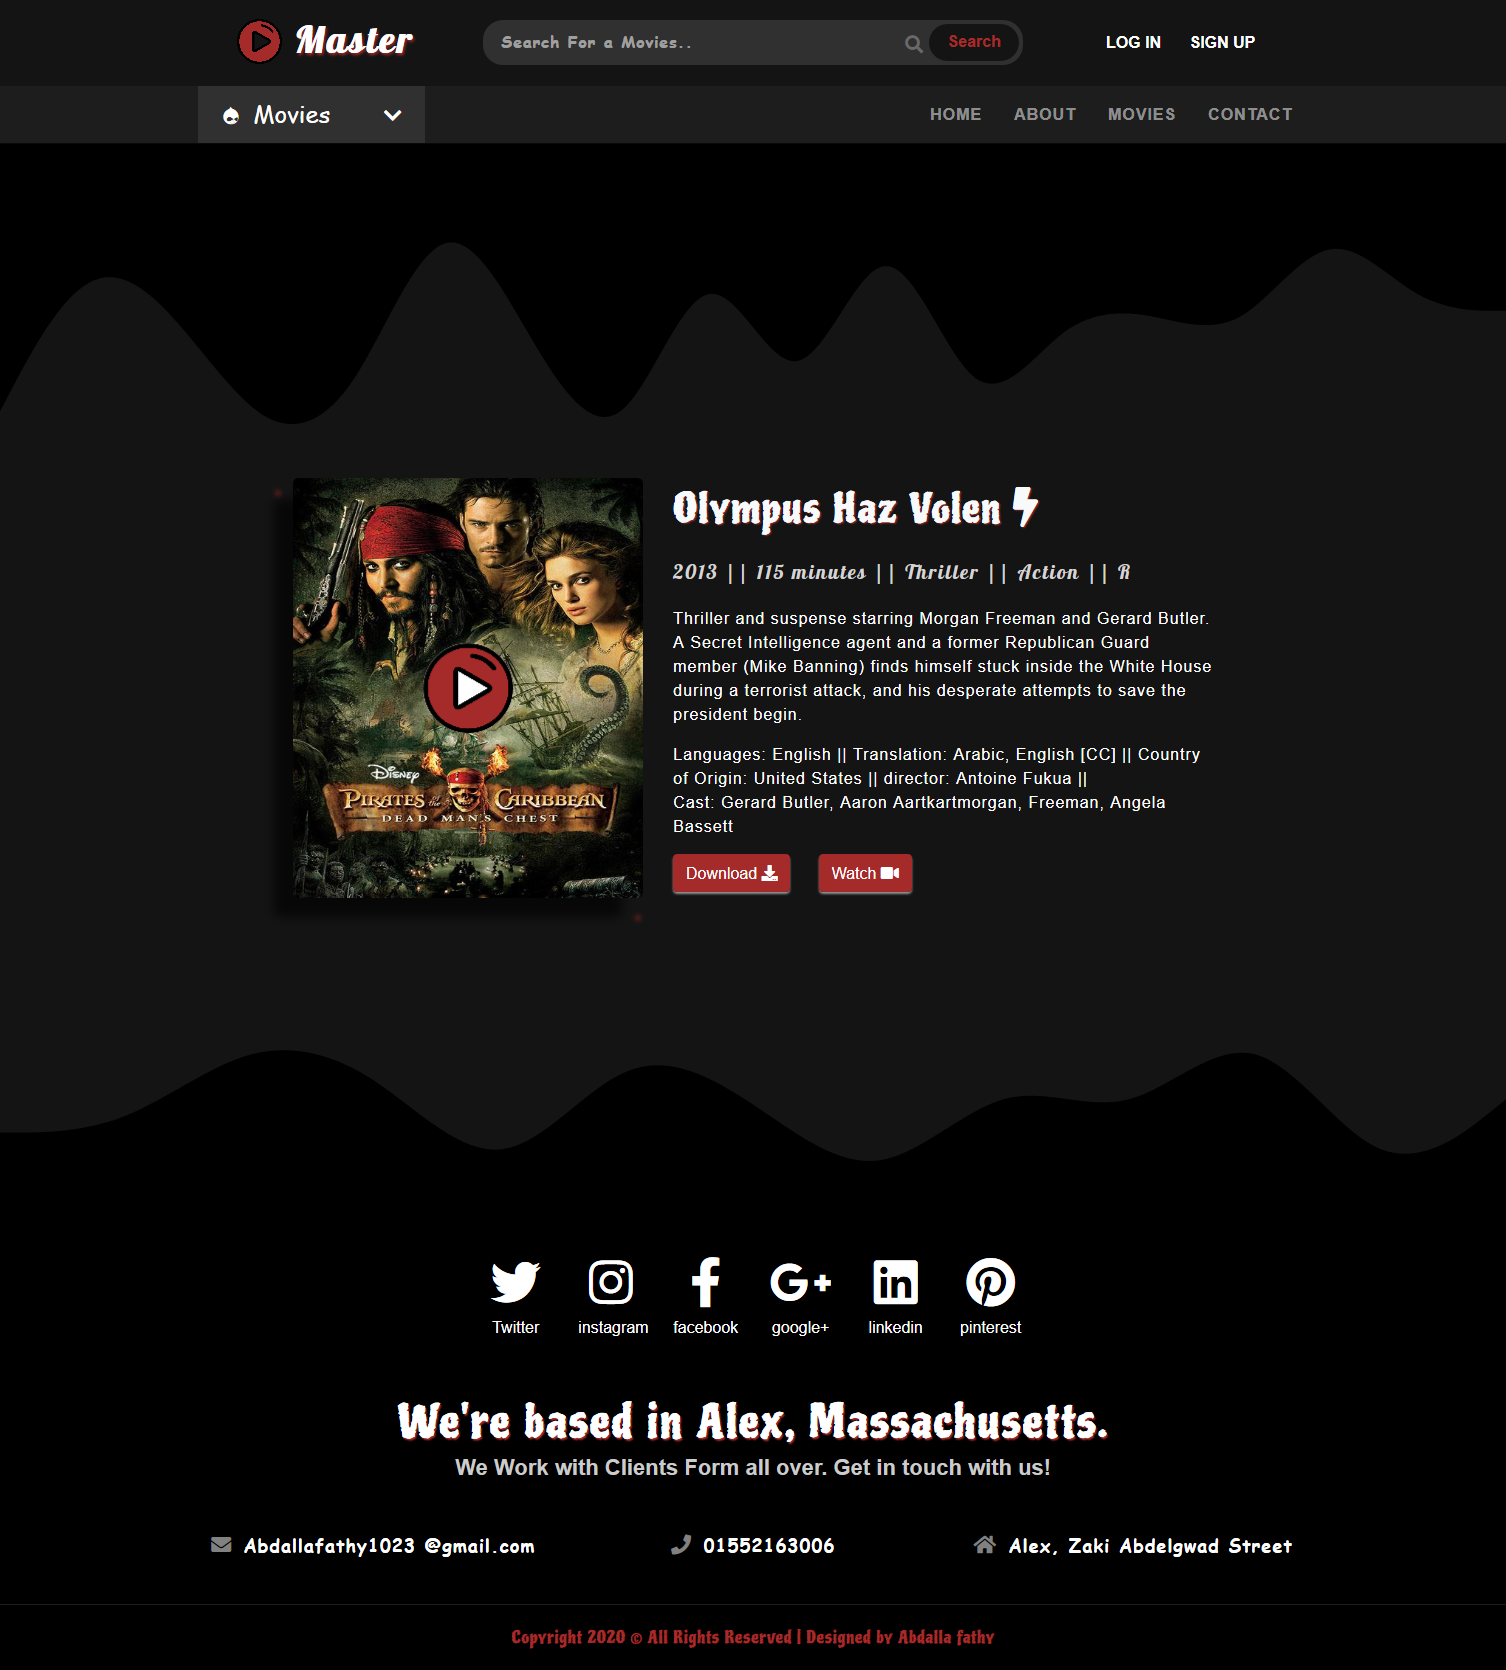 Master
Search For a Movies..
Search
LOG IN
SIGN UP
Movies
HOME
ABOUT
MOVIES
CONTACT
Olympus Haz Volen
2013 || 115 minutes || Thriller || Action || R
Thriller and suspense starring Morgan Freeman and Gerard Butler.
A Secret Intelligence agent and a former Republican Guard
member (Mike Banning) finds himself stuck inside the White House
during a terrorist attack, and his desperate attempts to save the
president begin.
Languages: English || Translation: Arabic, English [CC] || Country
of Origin: United States || director: Antoine Fukua ||
Cast: Gerard Butler, Aaron Aartkartmorgan, Freeman, Angela
Bassett
Download
Watch
DISNEY
PIRATES of the CARIBBEAN
DEAD MAN'S CHEST
Twitter
instagram
facebook
google+
linkedin
pinterest
We're based in Alex, Massachusetts.
We Work with Clients Form all over. Get in touch with us!
Abdallafathy1023 @gmail.com
01552163006
Alex, Zaki Abdelgwad Street
Copyright 2020 © All Rights Reserved | Designed by Abdalla fathy